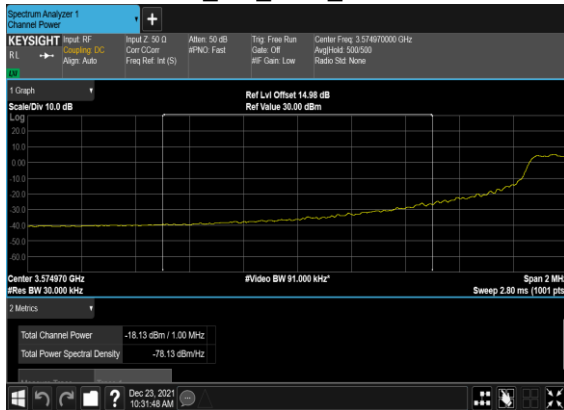 Spectrum Analyzer 1
Channel Power
+
KEYSIGHT Input: RF Input Z: 50 Ω Atten: 50 dB Trig: Free Run Center Freq: 3.574970000 GHz
RL Coupling: DC Corr CCorr #PNO: Fast Gate: Off Avg|Hold: 500/500
Align: Auto Freq Ref: Int (S) #IF Gain: Low Radio Std: None
1 Graph
Scale/Div 10.0 dB Ref Lvl Offset 14.98 dB
Ref Value 30.00 dBm
Log
20.0
10.0
0.00
-10.0
-20.0
-30.0
-40.0
-50.0
-60.0
Center 3.574970 GHz #Video BW 91.000 kHz* Span 2 MH
#Res BW 30.000 kHz Sweep 2.80 ms (1001 pts
2 Metrics
Total Channel Power -18.13 dBm / 1.00 MHz
Total Power Spectral Density -78.13 dBm/Hz
? Dec 23, 2021
10:31:48 AM